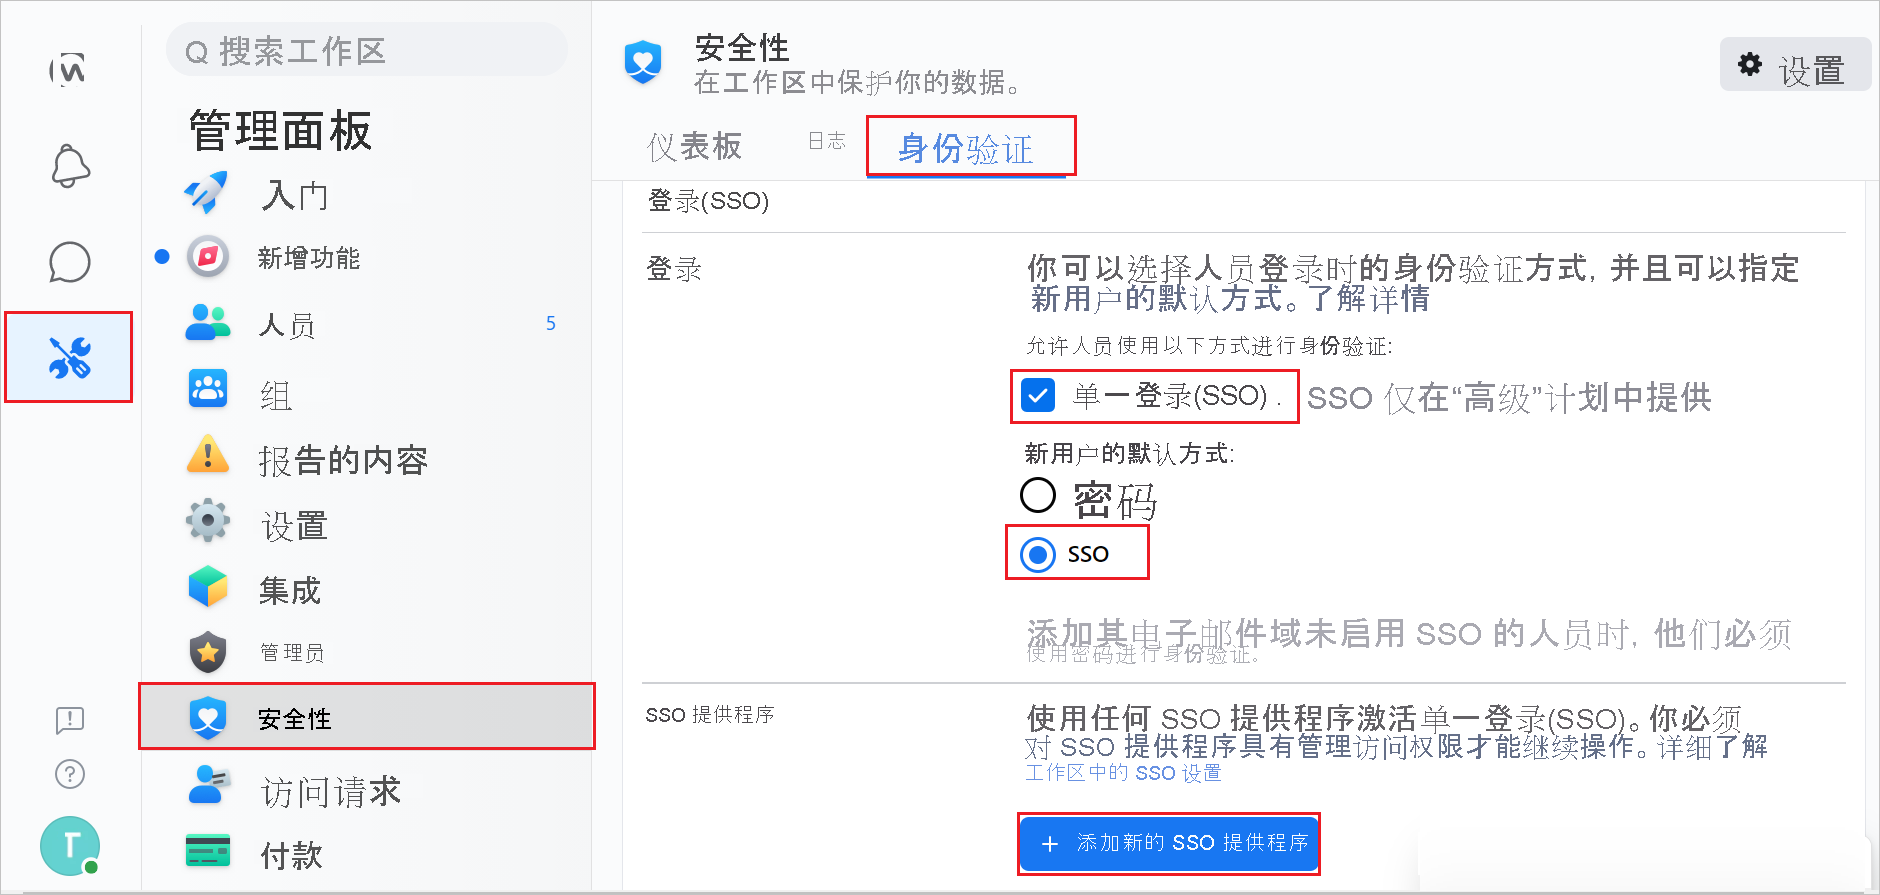 搜索工作区
管理面板
入门
新增功能
人员
5
组
报告的内容
设置
集成
管理员
安全性
访问请求
付款
T
安全性
在工作区中保护你的数据。
设置
仪表板
日志
身份验证
登录(SSO)
登录
你可以选择人员登录时的身份验证方式, 并且可以指定
新用户的默认方式。了解详情
允许人员使用以下方式进行身份验证:
单一登录(SSO) .
SSO 仅在“高级”计划中提供
新用户的默认方式:
密码
SSO
添加其电子邮件域未启用 SSO 的人员时, 他们必须
使用密码进行身份验证。
SSO 提供程序
使用任何 SSO 提供程序激活单一登录(SSO)。你必须
对 SSO 提供程序具有管理访问权限才能继续操作。详细了解
工作区中的 SSO 设置
+ 添加新的 SSO 提供程序